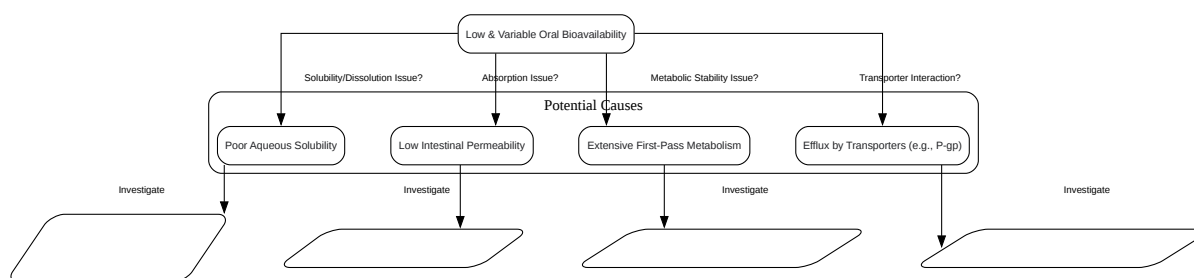 Low & Variable Oral Bioavailability
Solubility/Dissolution Issue?
Absorption Issue?
Metabolic Stability Issue?
Transporter Interaction?
Potential Causes
Poor Aqueous Solubility
Low Intestinal Permeability
Extensive First-Pass Metabolism
Efflux by Transporters (e.g., P-gp)
Investigate
Investigate
Investigate
Investigate